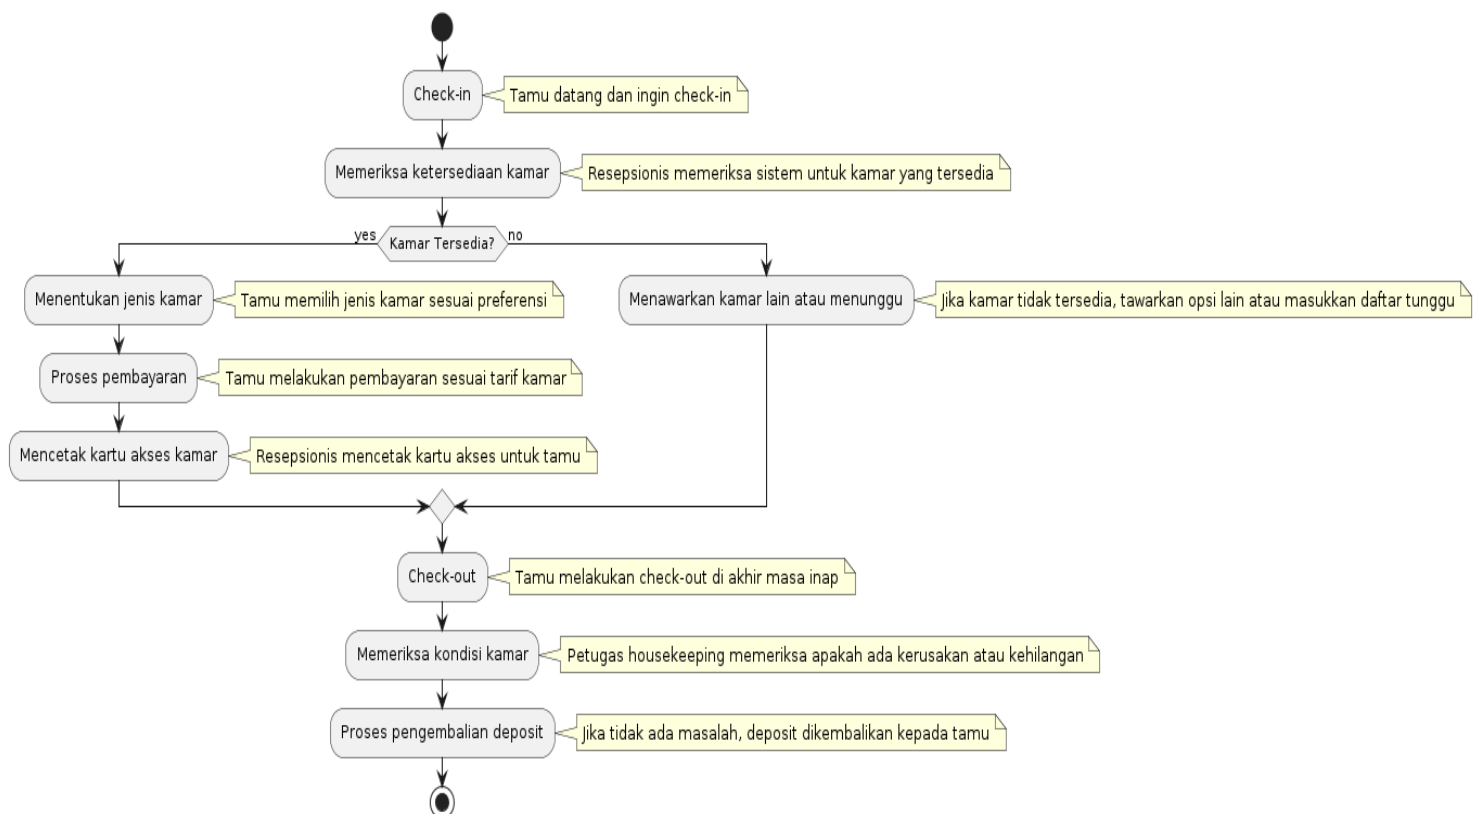 Check-in
Tamu datang dan ingin check-in
Memeriksa ketersediaan kamar
Resepsionis memeriksa sistem untuk kamar yang tersedia
yes
Kamar Tersedia?
no
Menentukan jenis kamar
Tamu memilih jenis kamar sesuai preferensi
Proses pembayaran
Tamu melakukan pembayaran sesuai tarif kamar
Mencetak kartu akses kamar
Resepsionis mencetak kartu akses untuk tamu
Menawarkan kamar lain atau menunggu
Jika kamar tidak tersedia, tawarkan opsi lain atau masukkan daftar tunggu
Check-out
Tamu melakukan check-out di akhir masa inap
Memeriksa kondisi kamar
Petugas housekeeping memeriksa apakah ada kerusakan atau kehilangan
Proses pengembalian deposit
Jika tidak ada masalah, deposit dikembalikan kepada tamu